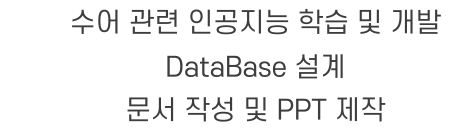 수어 관련 인공지능 학습 및 개발
DataBase 설계
문서 작성 및 PPT 제작